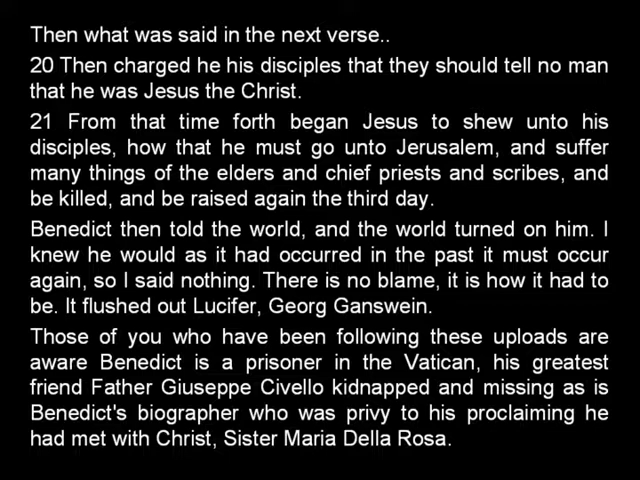 Then what was said in the next verse..
20 Then charged he his disciples that they should tell no man
that he was Jesus the Christ.
21 From that time forth began Jesus to shew unto his
disciples, how that he must go unto Jerusalem, and suffer
many things of the elders and chief priests and scribes, and
be killed, and be raised again the third day.
Benedict then told the world, and the world turned on him. I
knew he would as it had occurred in the past it must occur
again, so I said nothing. There is no blame, it is how it had to
be. It flushed out Lucifer, Georg Ganswein.
Those of you who have been following these uploads are
aware Benedict is a prisoner in the Vatican, his greatest
friend Father Giuseppe Civello kidnapped and missing as is
Benedict's biographer who was privy to his proclaiming he
had met with Christ, Sister Maria Della Rosa.